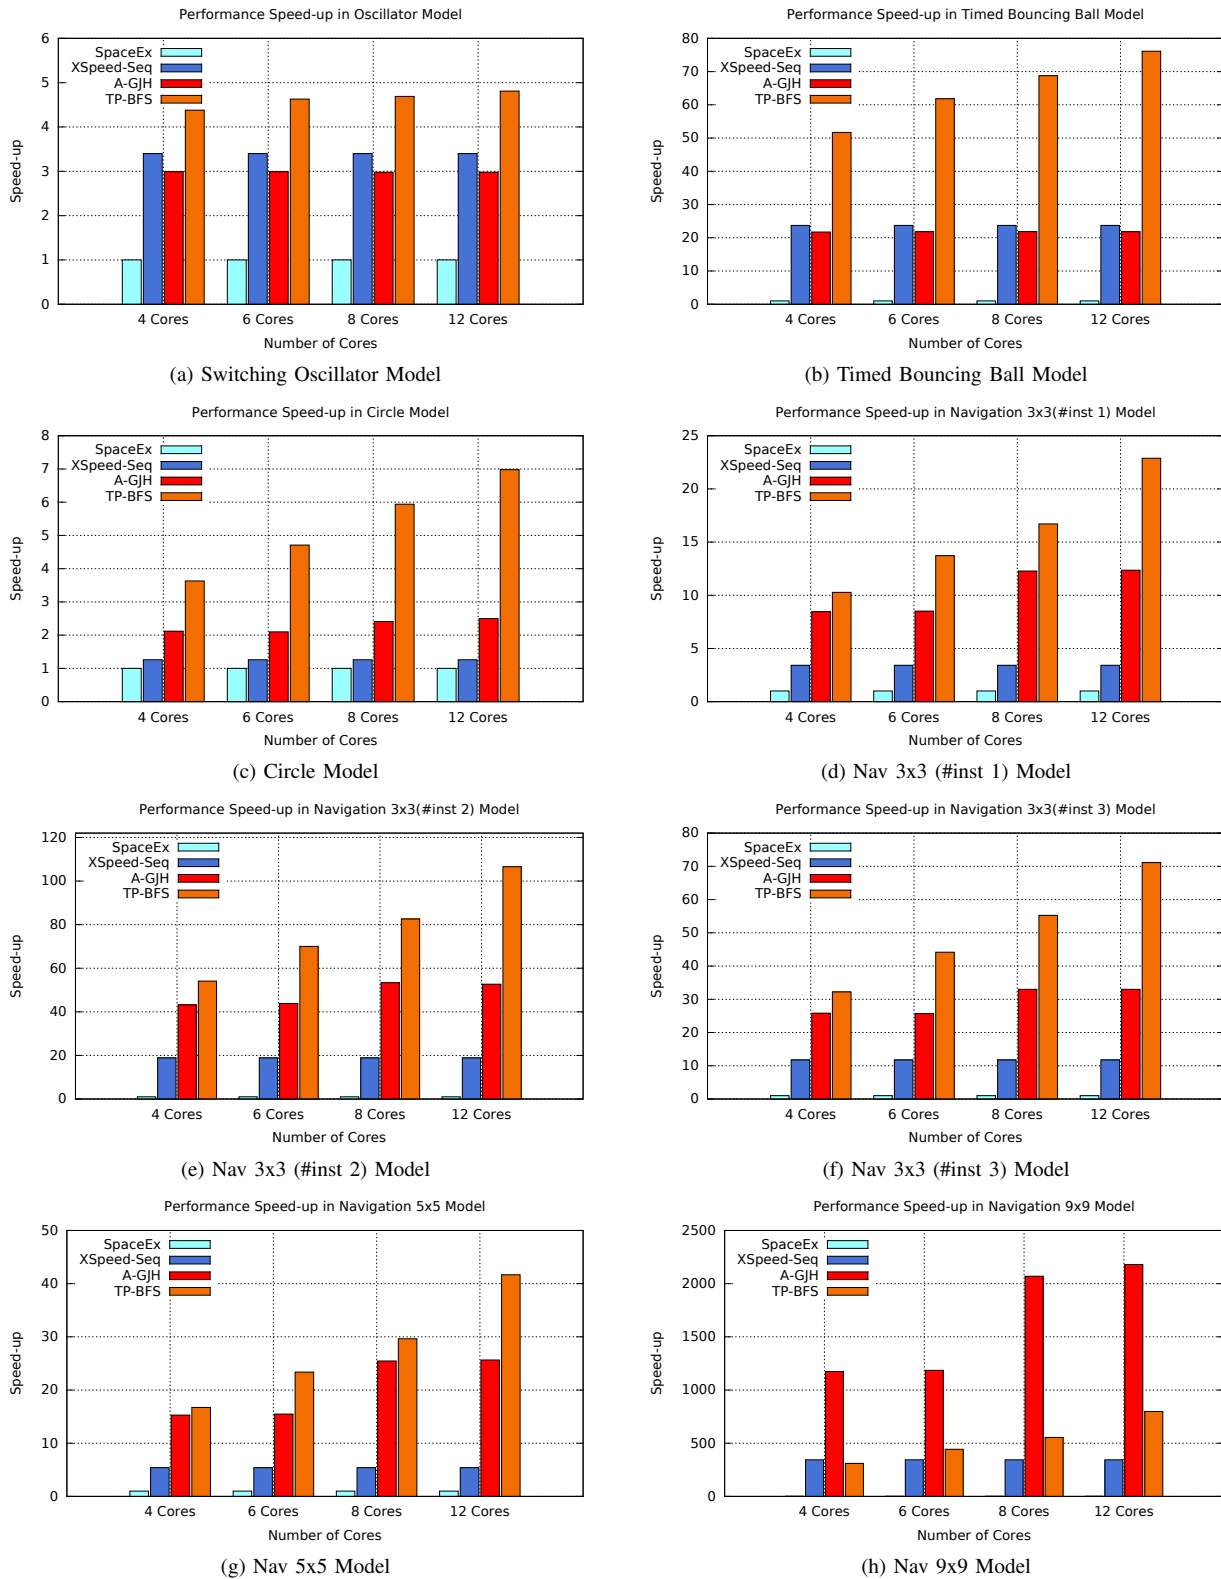 Performance Speed-up in Oscillator Model
6
5
4
3
2
1
0
Speed-up
SpaceEx
XSpeed-Seq
A-GJH
TP-BFS
4 Cores 6 Cores 8 Cores 12 Cores
Number of Cores
(a) Switching Oscillator Model
Performance Speed-up in Timed Bouncing Ball Model
80
70
60
50
40
30
20
10
0
Speed-up
SpaceEx
XSpeed-Seq
A-GJH
TP-BFS
4 Cores 6 Cores 8 Cores 12 Cores
Number of Cores
(b) Timed Bouncing Ball Model
Performance Speed-up in Circle Model
8
7
6
5
4
3
2
1
0
Speed-up
SpaceEx
XSpeed-Seq
A-GJH
TP-BFS
4 Cores 6 Cores 8 Cores 12 Cores
Number of Cores
(c) Circle Model
Performance Speed-up in Navigation 3x3(#inst 1) Model
25
20
15
10
5
0
Speed-up
SpaceEx
XSpeed-Seq
A-GJH
TP-BFS
4 Cores 6 Cores 8 Cores 12 Cores
Number of Cores
(d) Nav 3x3 (#inst 1) Model
Performance Speed-up in Navigation 3x3(#inst 2) Model
120
100
80
60
40
20
0
Speed-up
SpaceEx
XSpeed-Seq
A-GJH
TP-BFS
4 Cores 6 Cores 8 Cores 12 Cores
Number of Cores
(e) Nav 3x3 (#inst 2) Model
Performance Speed-up in Navigation 3x3(#inst 3) Model
80
70
60
50
40
30
20
10
0
Speed-up
SpaceEx
XSpeed-Seq
A-GJH
TP-BFS
4 Cores 6 Cores 8 Cores 12 Cores
Number of Cores
(f) Nav 3x3 (#inst 3) Model
Performance Speed-up in Navigation 5x5 Model
50
40
30
20
10
0
Speed-up
SpaceEx
XSpeed-Seq
A-GJH
TP-BFS
4 Cores 6 Cores 8 Cores 12 Cores
Number of Cores
(g) Nav 5x5 Model
Performance Speed-up in Navigation 9x9 Model
2500
2000
1500
1000
500
0
Speed-up
SpaceEx
XSpeed-Seq
A-GJH
TP-BFS
4 Cores 6 Cores 8 Cores 12 Cores
Number of Cores
(h) Nav 9x9 Model